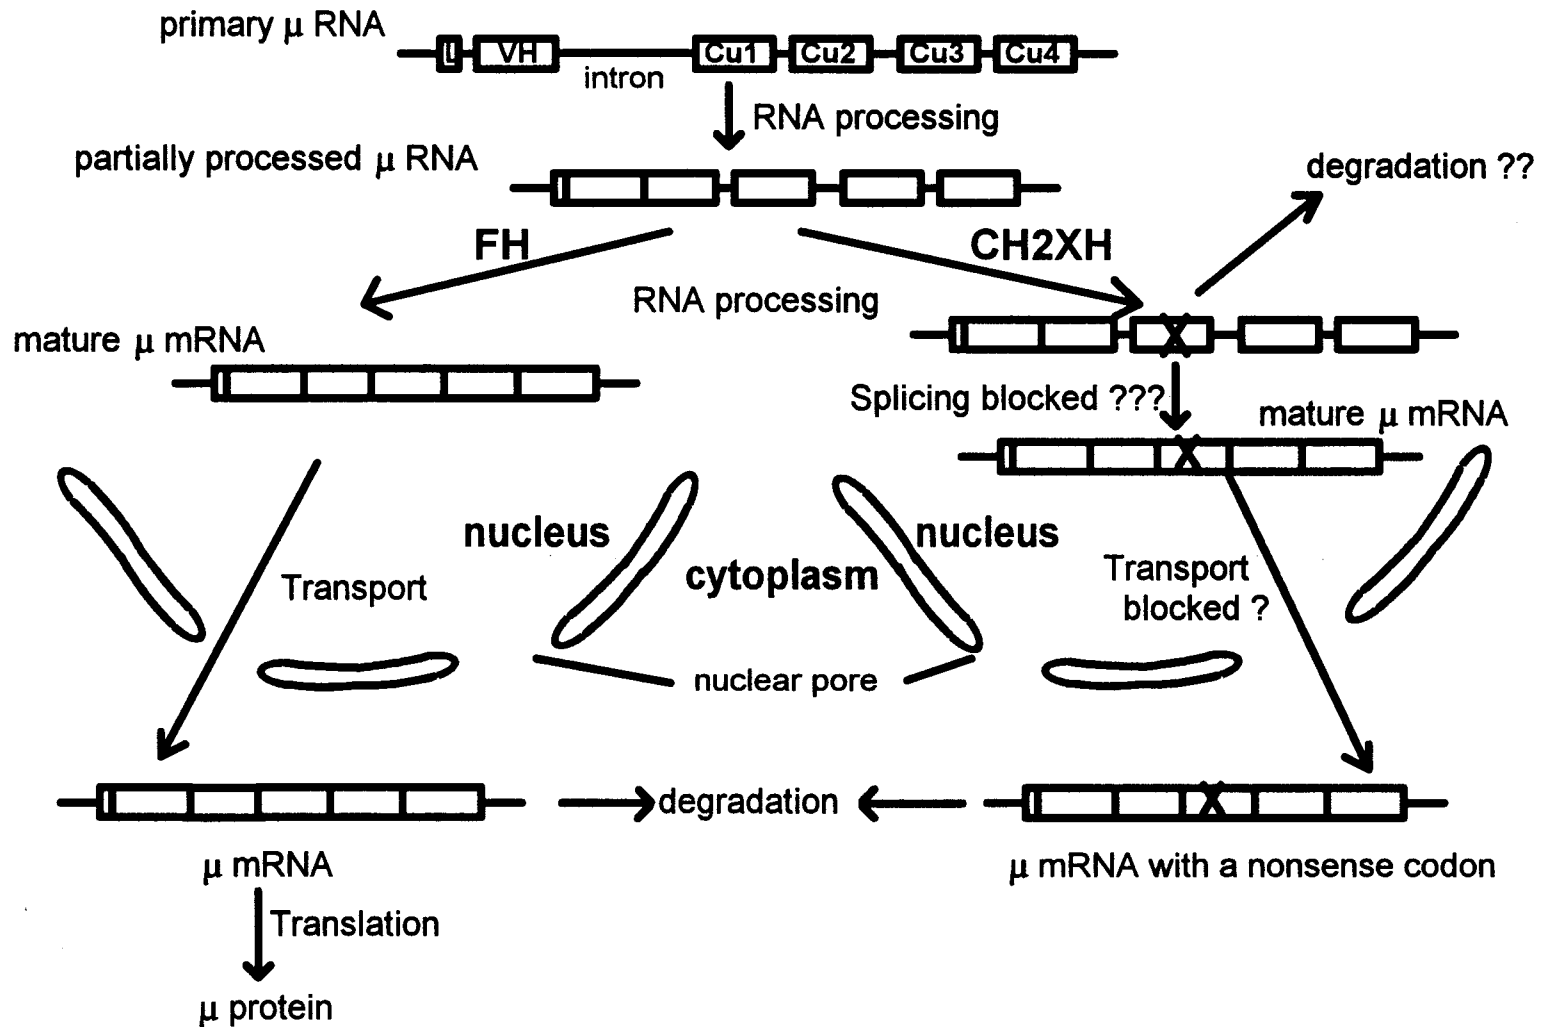 primary μ RNA
L VH Cu1 Cu2 Cu3 Cu4
intron
RNA processing
partially processed μ RNA
degradation ??
FH
CH2XH
RNA processing
mature μ mRNA
X
Splicing blocked ???
mature μ mRNA
X
nucleus
nucleus
cytoplasm
Transport
Transport
blocked ?
nuclear pore
degradation
X
μ mRNA
μ mRNA with a nonsense codon
Translation
μ protein